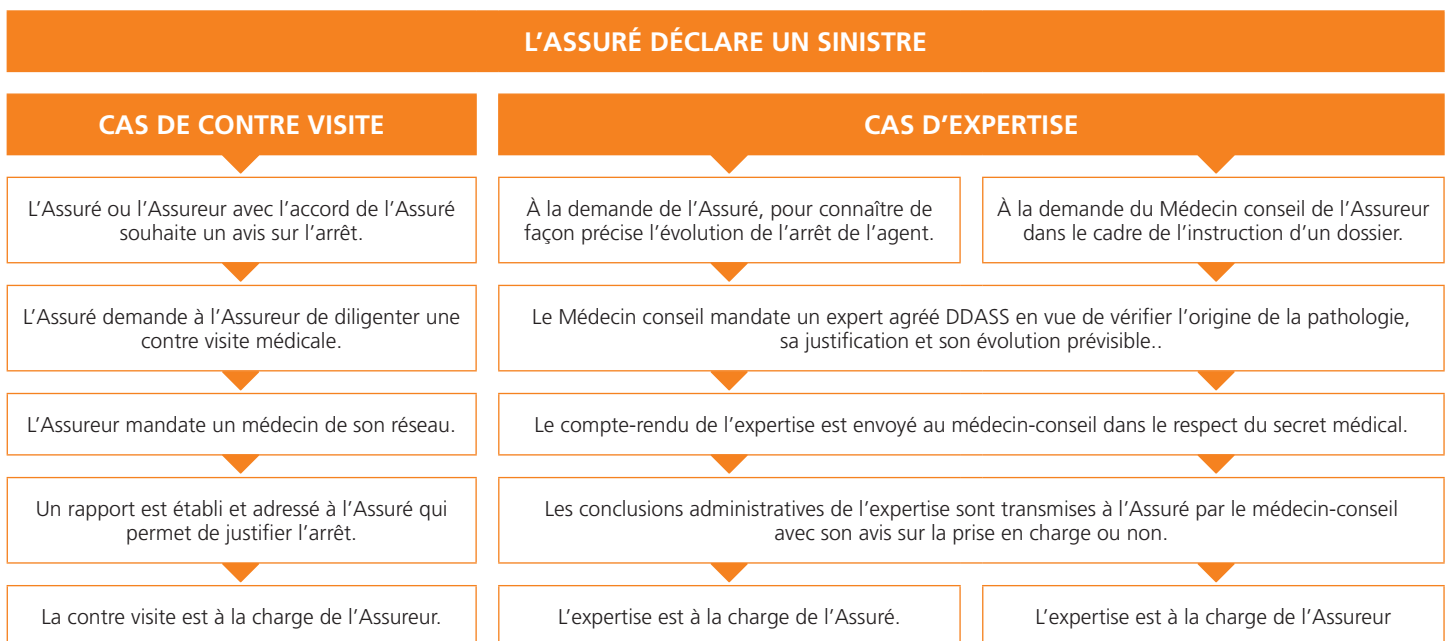 L'ASSURÉ DÉCLARE UN SINISTRE
CAS DE CONTRE VISITE
L'Assuré ou l'Assureur avec l'accord de l'Assuré
souhaite un avis sur l'arrêt.
L'Assuré demande à l'Assureur de diligenter une
contre visite médicale.
L'Assureur mandate un médecin de son réseau.
Un rapport est établi et adressé à l'Assuré qui
permet de justifier l'arrêt.
La contre visite est à la charge de l'Assureur.
CAS D'EXPERTISE
À la demande de l'Assuré, pour connaître de
façon précise l'évolution de l'arrêt de l'agent.
À la demande du Médecin conseil de l'Assureur
dans le cadre de l'instruction d'un dossier.
Le Médecin conseil mandate un expert agréé DDASS en vue de vérifier l'origine de la pathologie,
sa justification et son évolution prévisible..
Le compte-rendu de l'expertise est envoyé au médecin-conseil dans le respect du secret médical.
Les conclusions administratives de l'expertise sont transmises à l'Assuré par le médecin-conseil
avec son avis sur la prise en charge ou non.
L'expertise est à la charge de l'Assuré.
L'expertise est à la charge de l'Assureur